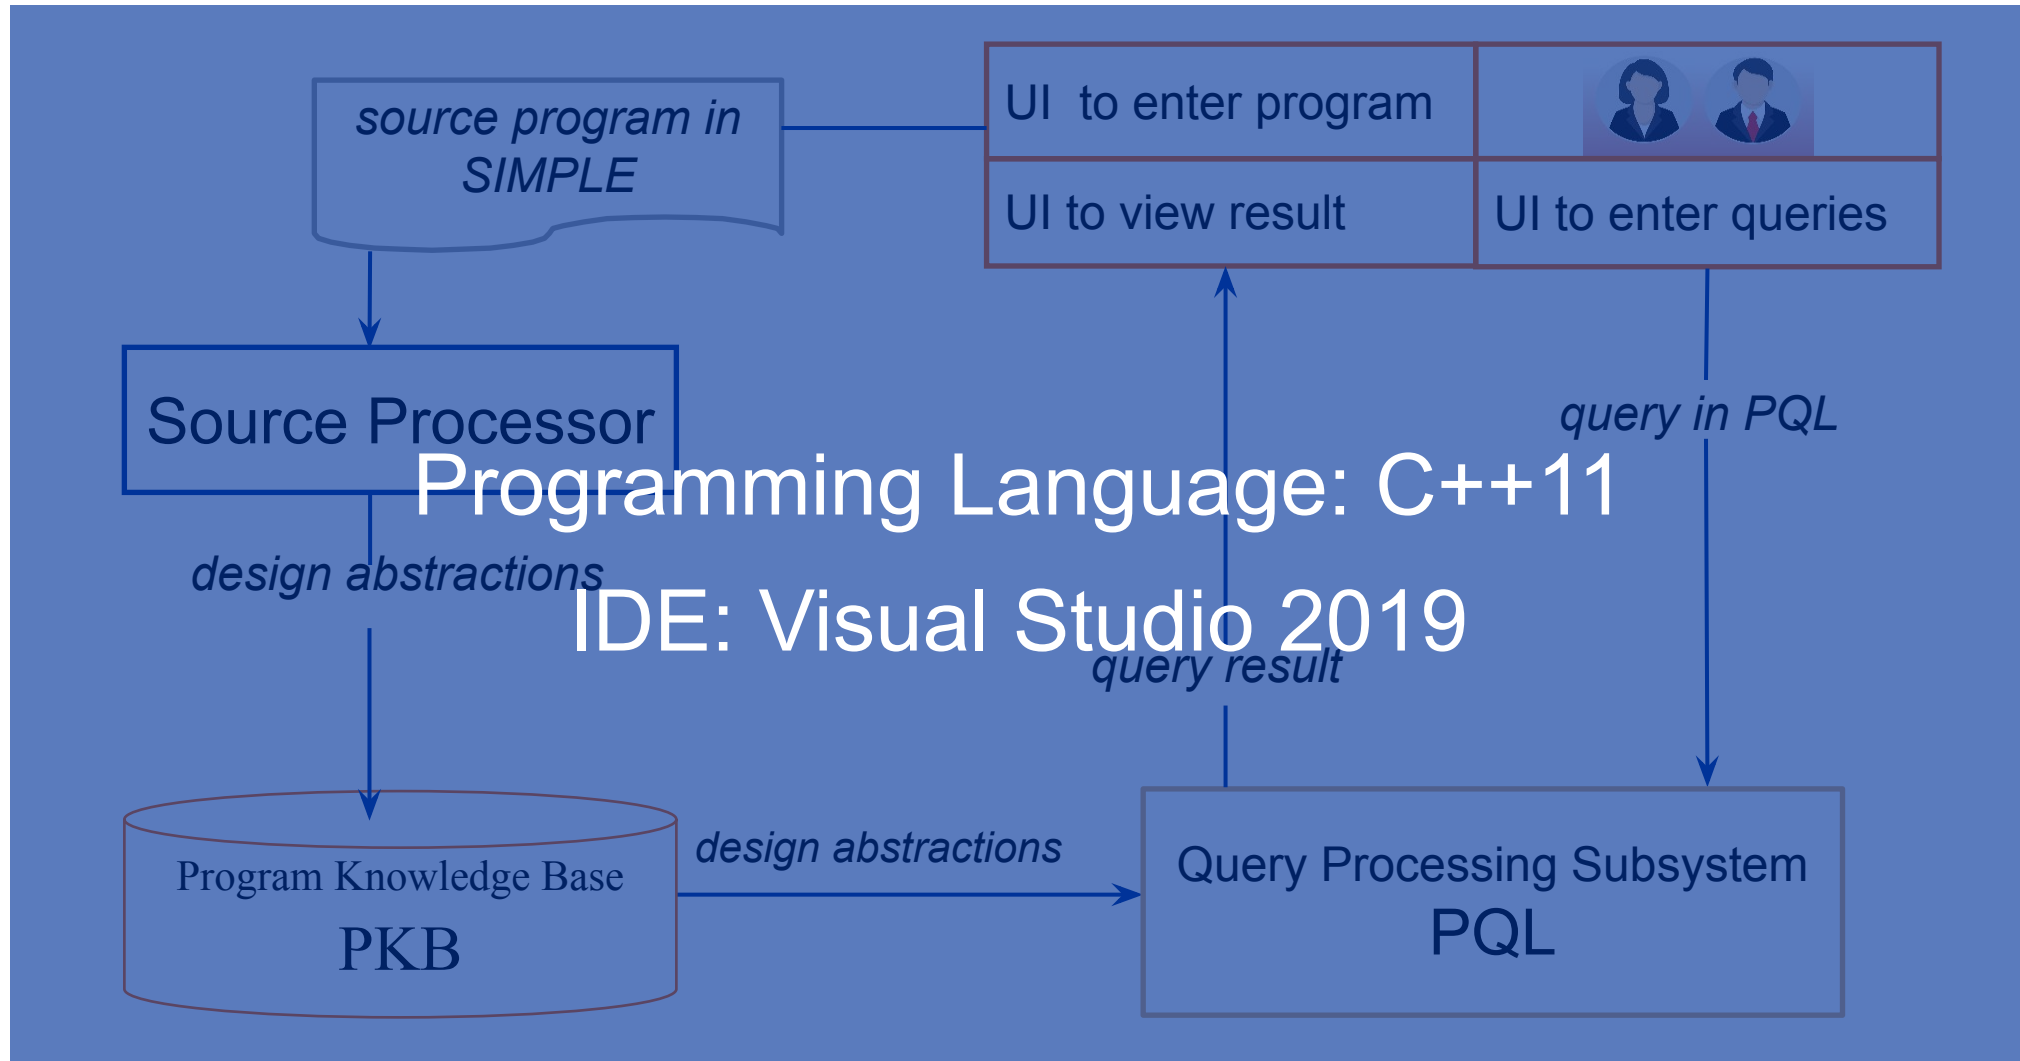 source program in
SIMPLE
UI to enter program
UI to view result
UI to enter queries
Source Processor
query in PQL
Programming Language: C++11
design abstractions
IDE: Visual Studio 2019
query result
design abstractions
Program Knowledge Base
PKB
Query Processing Subsystem
PQL